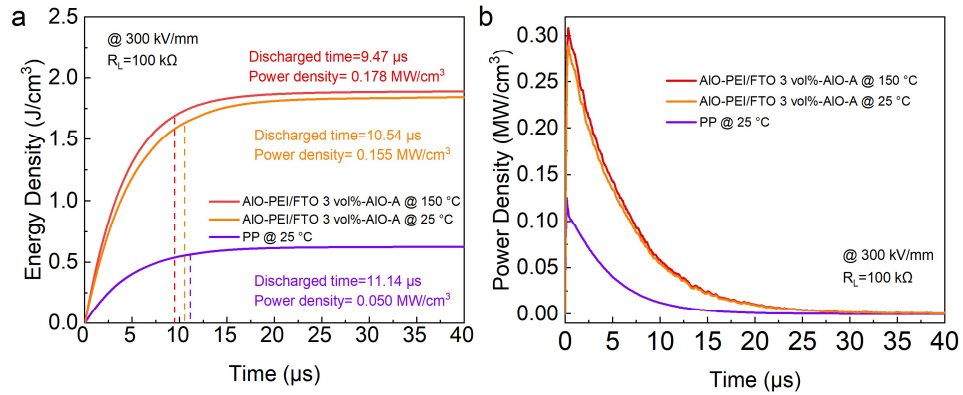 a
@ 300 kV/mm
R_L=100 kΩ
Discharged time=9.47 μs
Power density= 0.178 MW/cm³
Discharged time=10.54 μs
Power density= 0.155 MW/cm³
AlO-PEI/FTO 3 vol%-AlO-A @ 150 °C
AlO-PEI/FTO 3 vol%-AlO-A @ 25 °C
PP @ 25 °C
Discharged time=11.14 μs
Power density= 0.050 MW/cm³
Energy Density (J/cm³)
2.5
2.0
1.5
1.0
0.5
0.0
0 5 10 15 20 25 30 35 40
Time (μs)
b
AlO-PEI/FTO 3 vol%-AlO-A @ 150 °C
AlO-PEI/FTO 3 vol%-AlO-A @ 25 °C
PP @ 25 °C
@ 300 kV/mm
R_L=100 kΩ
Power Density (MW/cm³)
0.30
0.25
0.20
0.15
0.10
0.05
0.00
0 5 10 15 20 25 30 35 40
Time (μs)